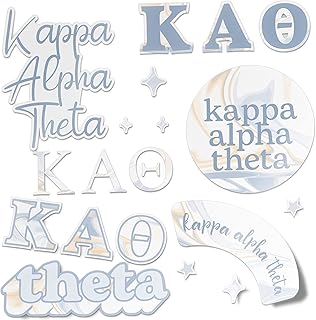 Kappa
Alpha
Theta
ΚΑΘ
kappa
alpha
theta
ΚΑΘ
ΚΑΘ
kappa alpha theta
theta